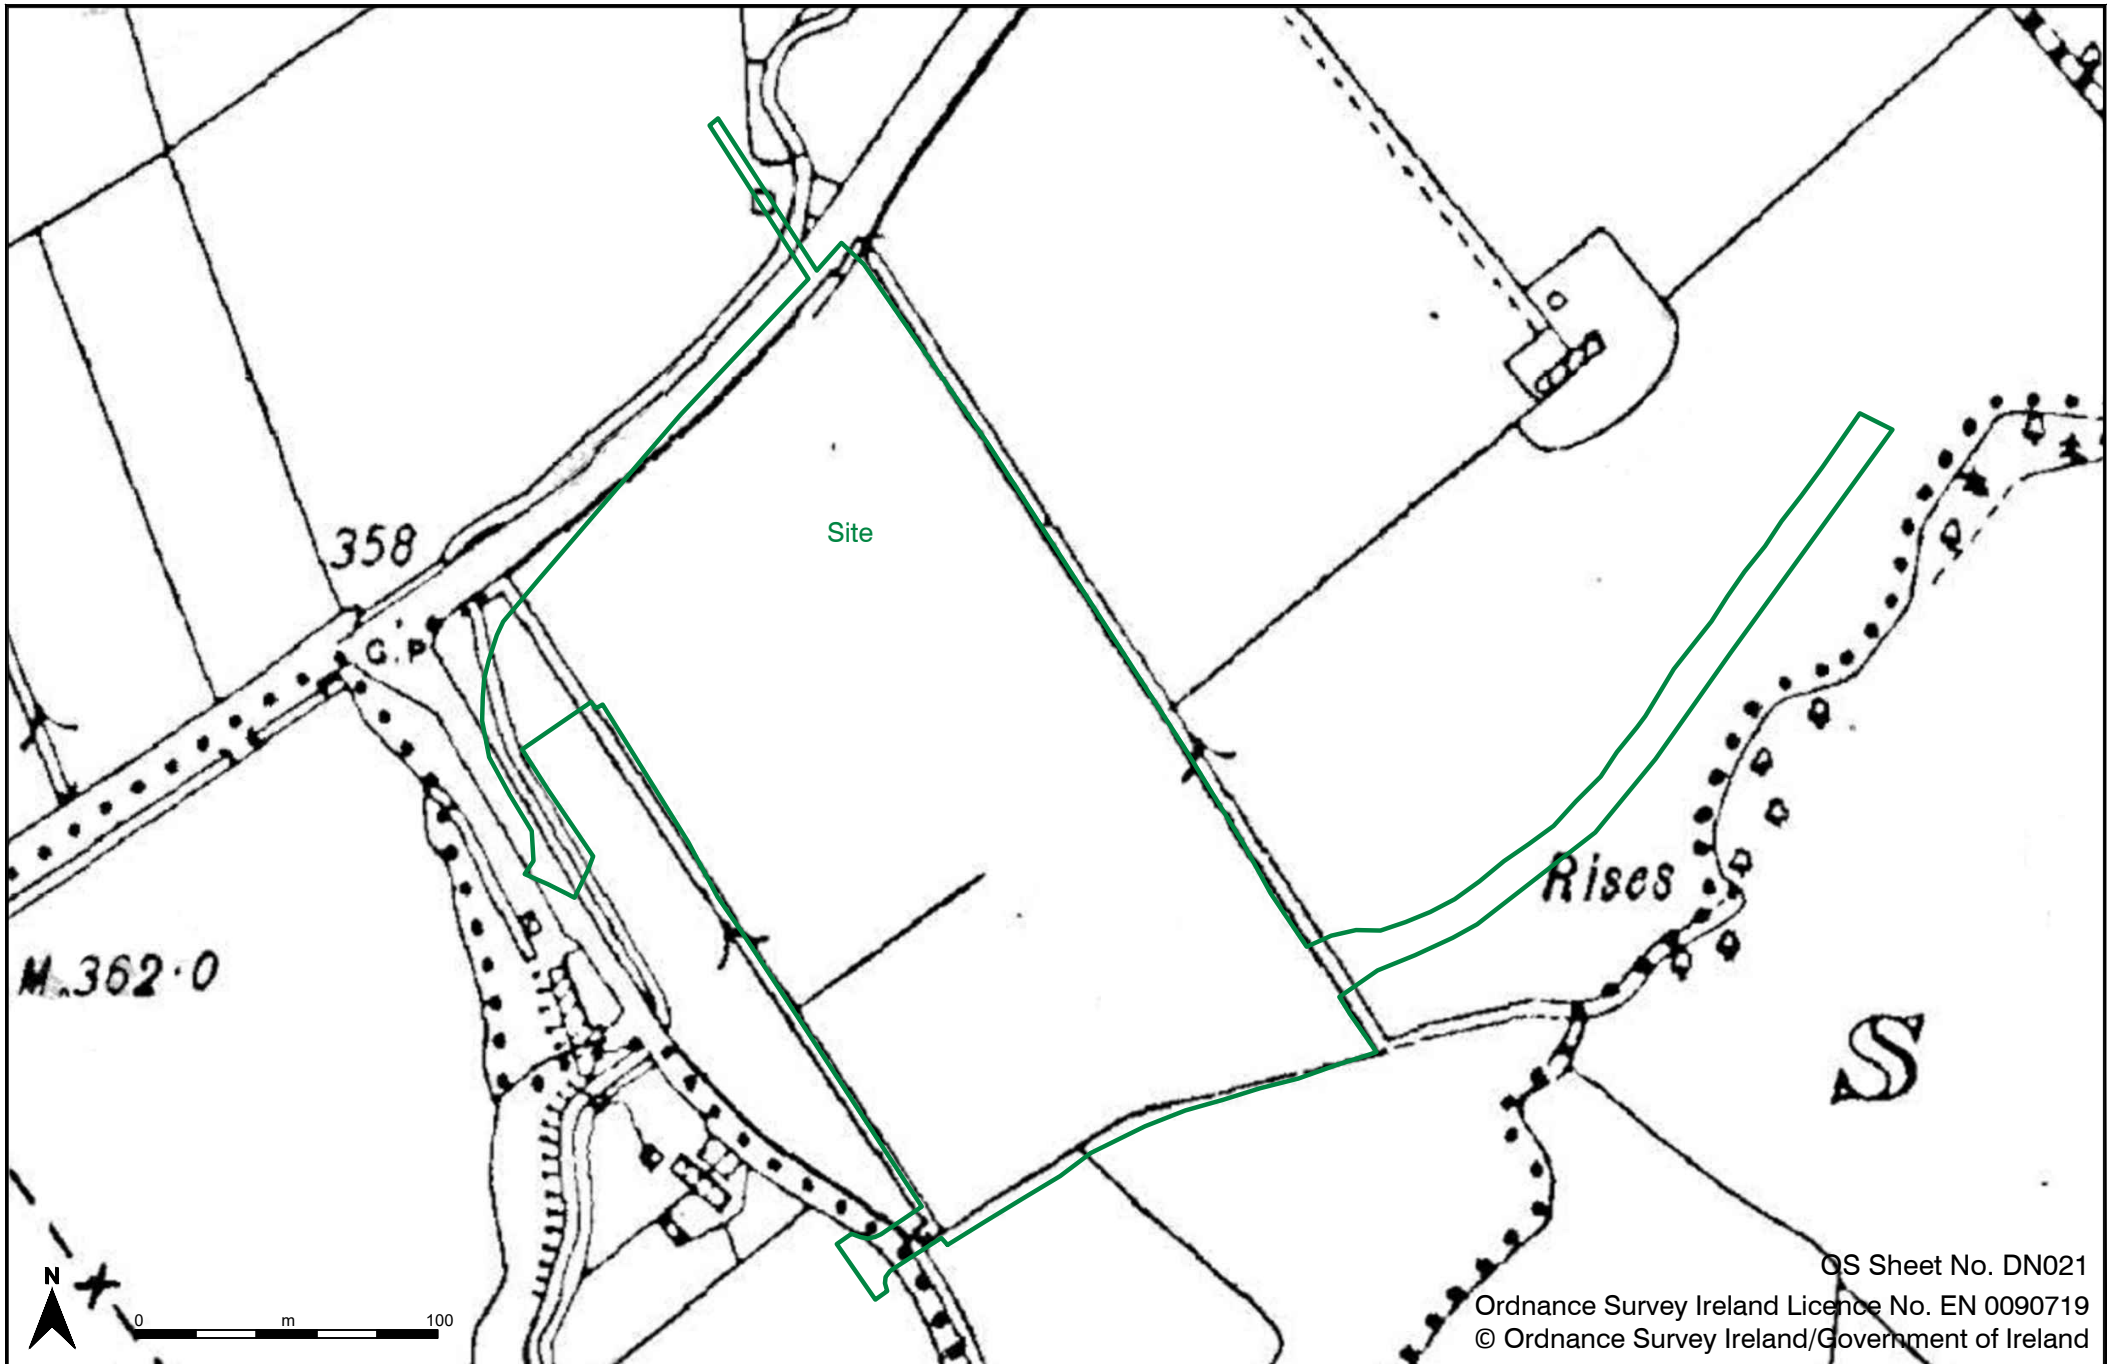 Site
358
G.P
Rises
M.362·0
S
N
0 m 100
OS Sheet No. DN021
Ordnance Survey Ireland Licence No. EN 0090719
© Ordnance Survey Ireland/Government of Ireland